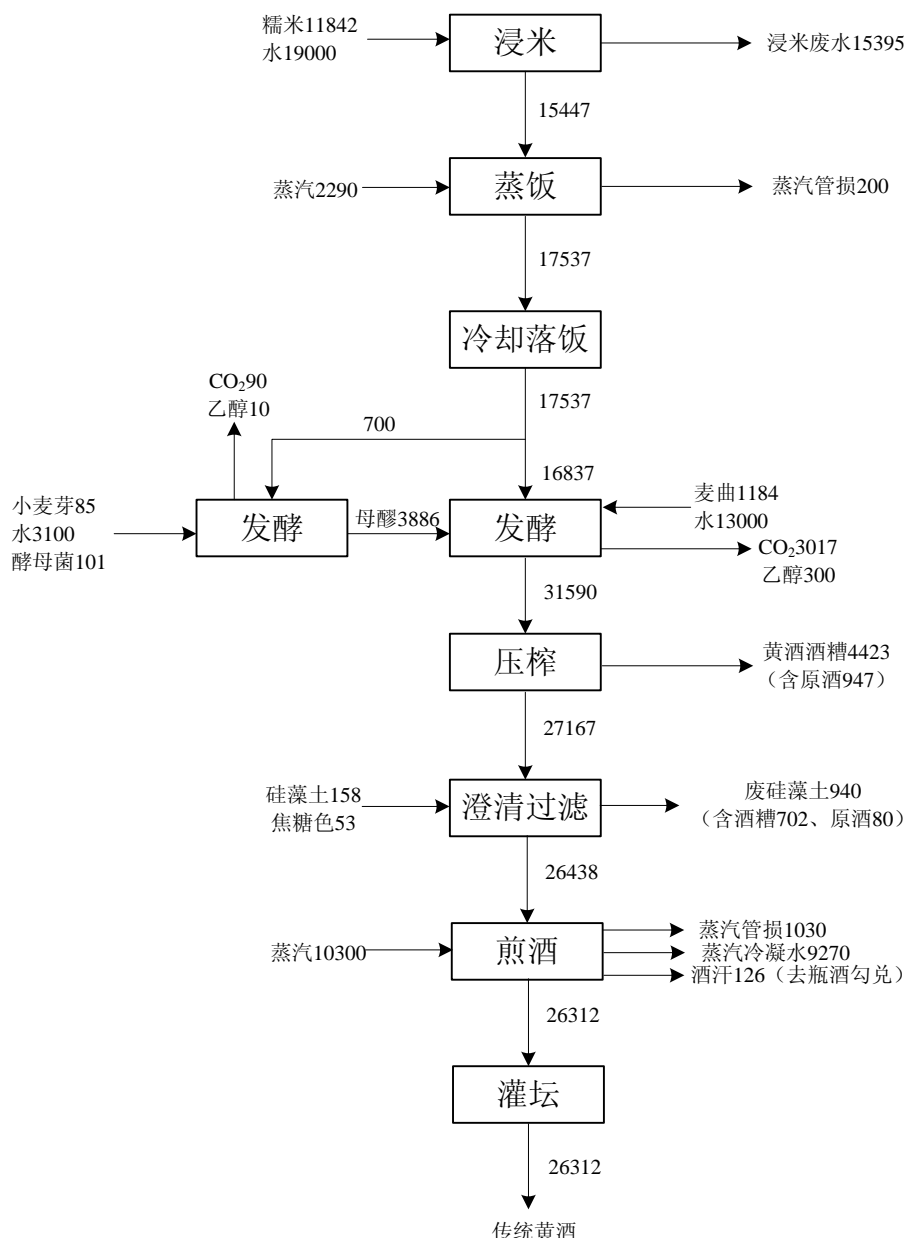 糯米11842
水19000
浸米
浸米废水15395
15447
蒸汽2290
蒸饭
蒸汽管损200
17537
冷却落饭
CO₂90
乙醇10
17537
700
16837
小麦芽85
水3100
酵母菌101
发酵
母醪3886
发酵
麦曲1184
水13000
CO₂3017
乙醇300
31590
压榨
黄酒酒糟4423
（含原酒947）
27167
硅藻土158
焦糖色53
澄清过滤
废硅藻土940
（含酒糟702、原酒80）
26438
蒸汽10300
煎酒
蒸汽管损1030
蒸汽冷凝水9270
酒汗126（去瓶酒勾兑）
26312
灌坛
26312
传统黄酒